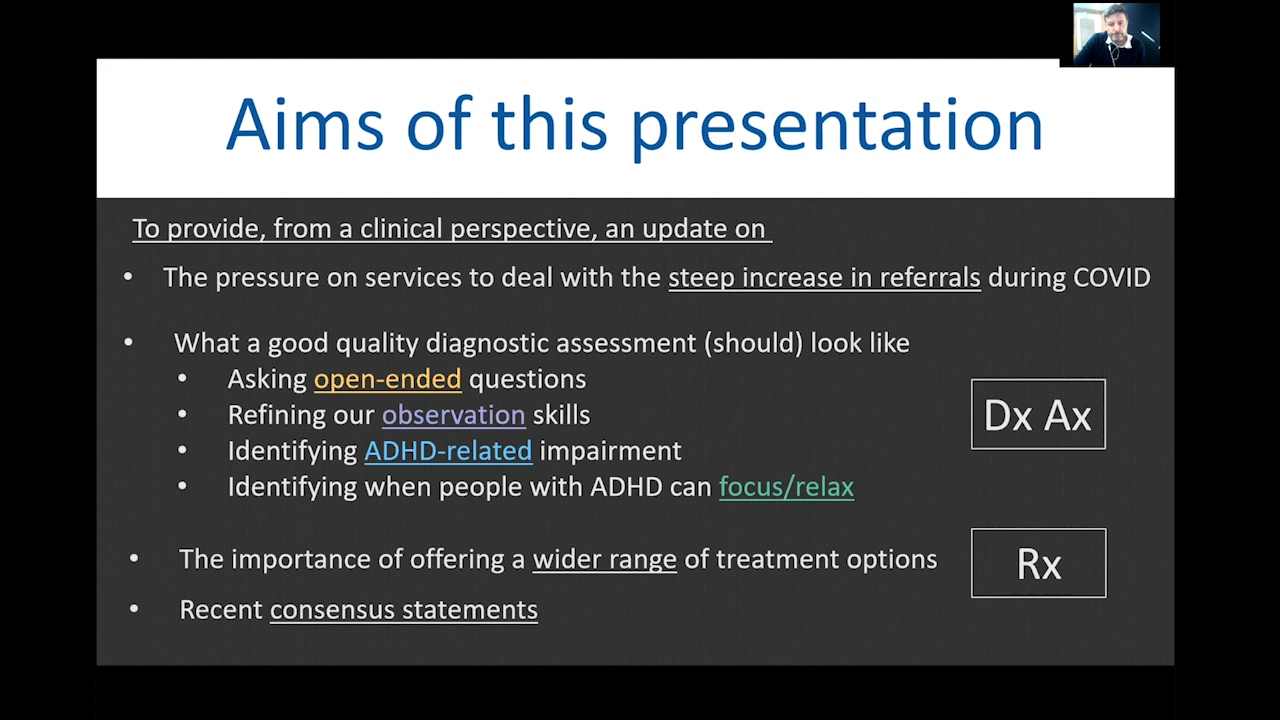 Aims of this presentation
To provide, from a clinical perspective, an update on
• The pressure on services to deal with the steep increase in referrals during COVID
• What a good quality diagnostic assessment (should) look like
• Asking open-ended questions
• Refining our observation skills
• Identifying ADHD-related impairment
• Identifying when people with ADHD can focus/relax
Dx Ax
• The importance of offering a wider range of treatment options
• Recent consensus statements
Rx